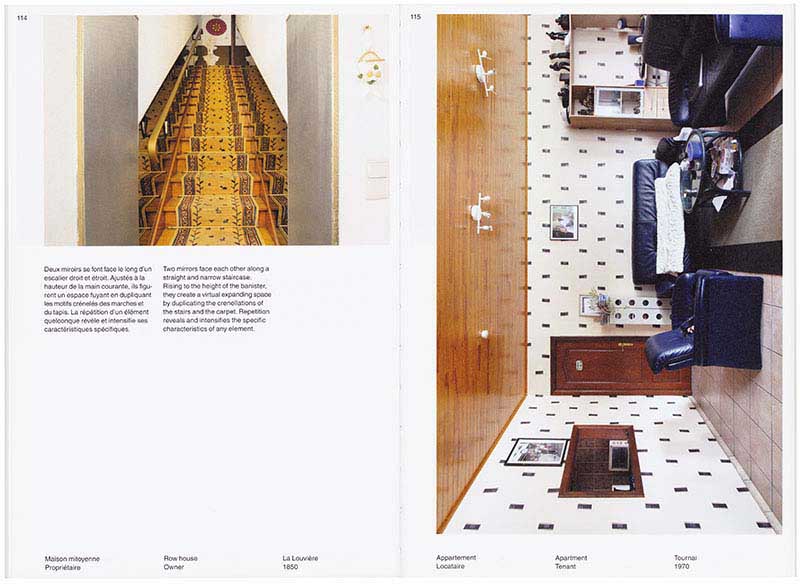 114
Deux miroirs se font face le long d'un
escalier droit et étroit. Ajustés à la
hauteur de la main courante, ils figu-
rent un espace fuyant en dupliquant
les motifs crénelés des marches et
du tapis. La répétition d'un élément
quelconque révèle et intensifie ses
caractéristiques spécifiques.
Two mirrors face each other along a
straight and narrow staircase.
Rising to the height of the banister,
they create a virtual expanding space
by duplicating the crenellations of
the stairs and the carpet. Repetition
reveals and intensifies the specific
characteristics of any element.
Maison mitoyenne
Propriétaire
Row house
Owner
La Louvière
1850
115
Appartement
Locataire
Apartment
Tenant
Tournai
1970